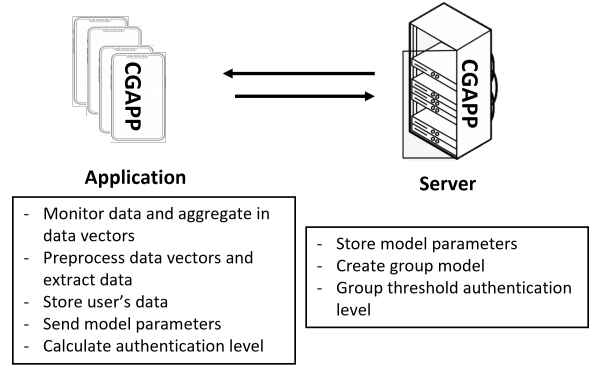 CGAPP
CGAPP
Application
Server
- Monitor data and aggregate in
data vectors
- Preprocess data vectors and
extract data
- Store user's data
- Send model parameters
- Calculate authentication level
- Store model parameters
- Create group model
- Group threshold authentication
level